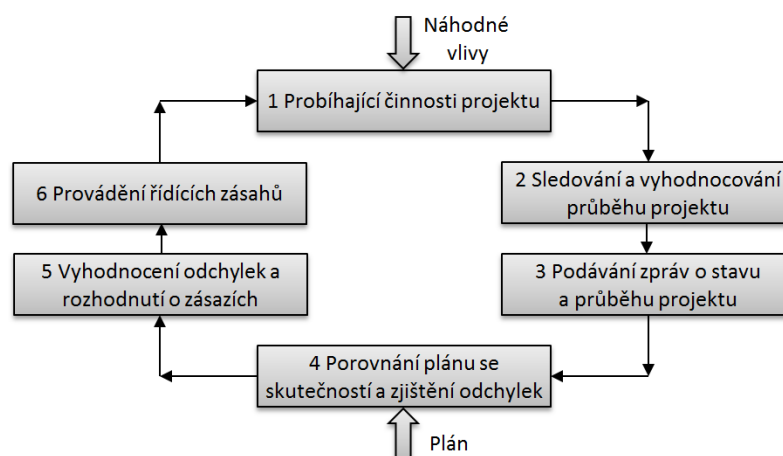 Náhodné
vlivy
1 Probíhající činnosti projektu
2 Sledování a vyhodnocování
průběhu projektu
3 Podávání zpráv o stavu
a průběhu projektu
4 Porovnání plánu se
skutečností a zjištění odchylek
Plán
5 Vyhodnocení odchylek a
rozhodnutí o zásazích
6 Provádění řídících zásahů